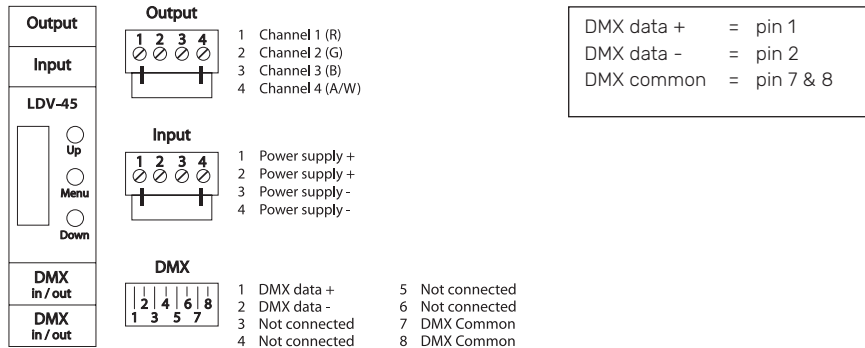 Output
Input
LDV-45
Up
Menu
Down
DMX
in / out
DMX
in / out
Output
1 2 3 4
1 Channel 1 (R)
2 Channel 2 (G)
3 Channel 3 (B)
4 Channel 4 (A/W)
Input
1 2 3 4
1 Power supply +
2 Power supply +
3 Power supply -
4 Power supply -
DMX
2 4 6 8
1 3 5 7
1 DMX data +
2 DMX data -
3 Not connected
4 Not connected
5 Not connected
6 Not connected
7 DMX Common
8 DMX Common
DMX data + = pin 1
DMX data - = pin 2
DMX common = pin 7 & 8